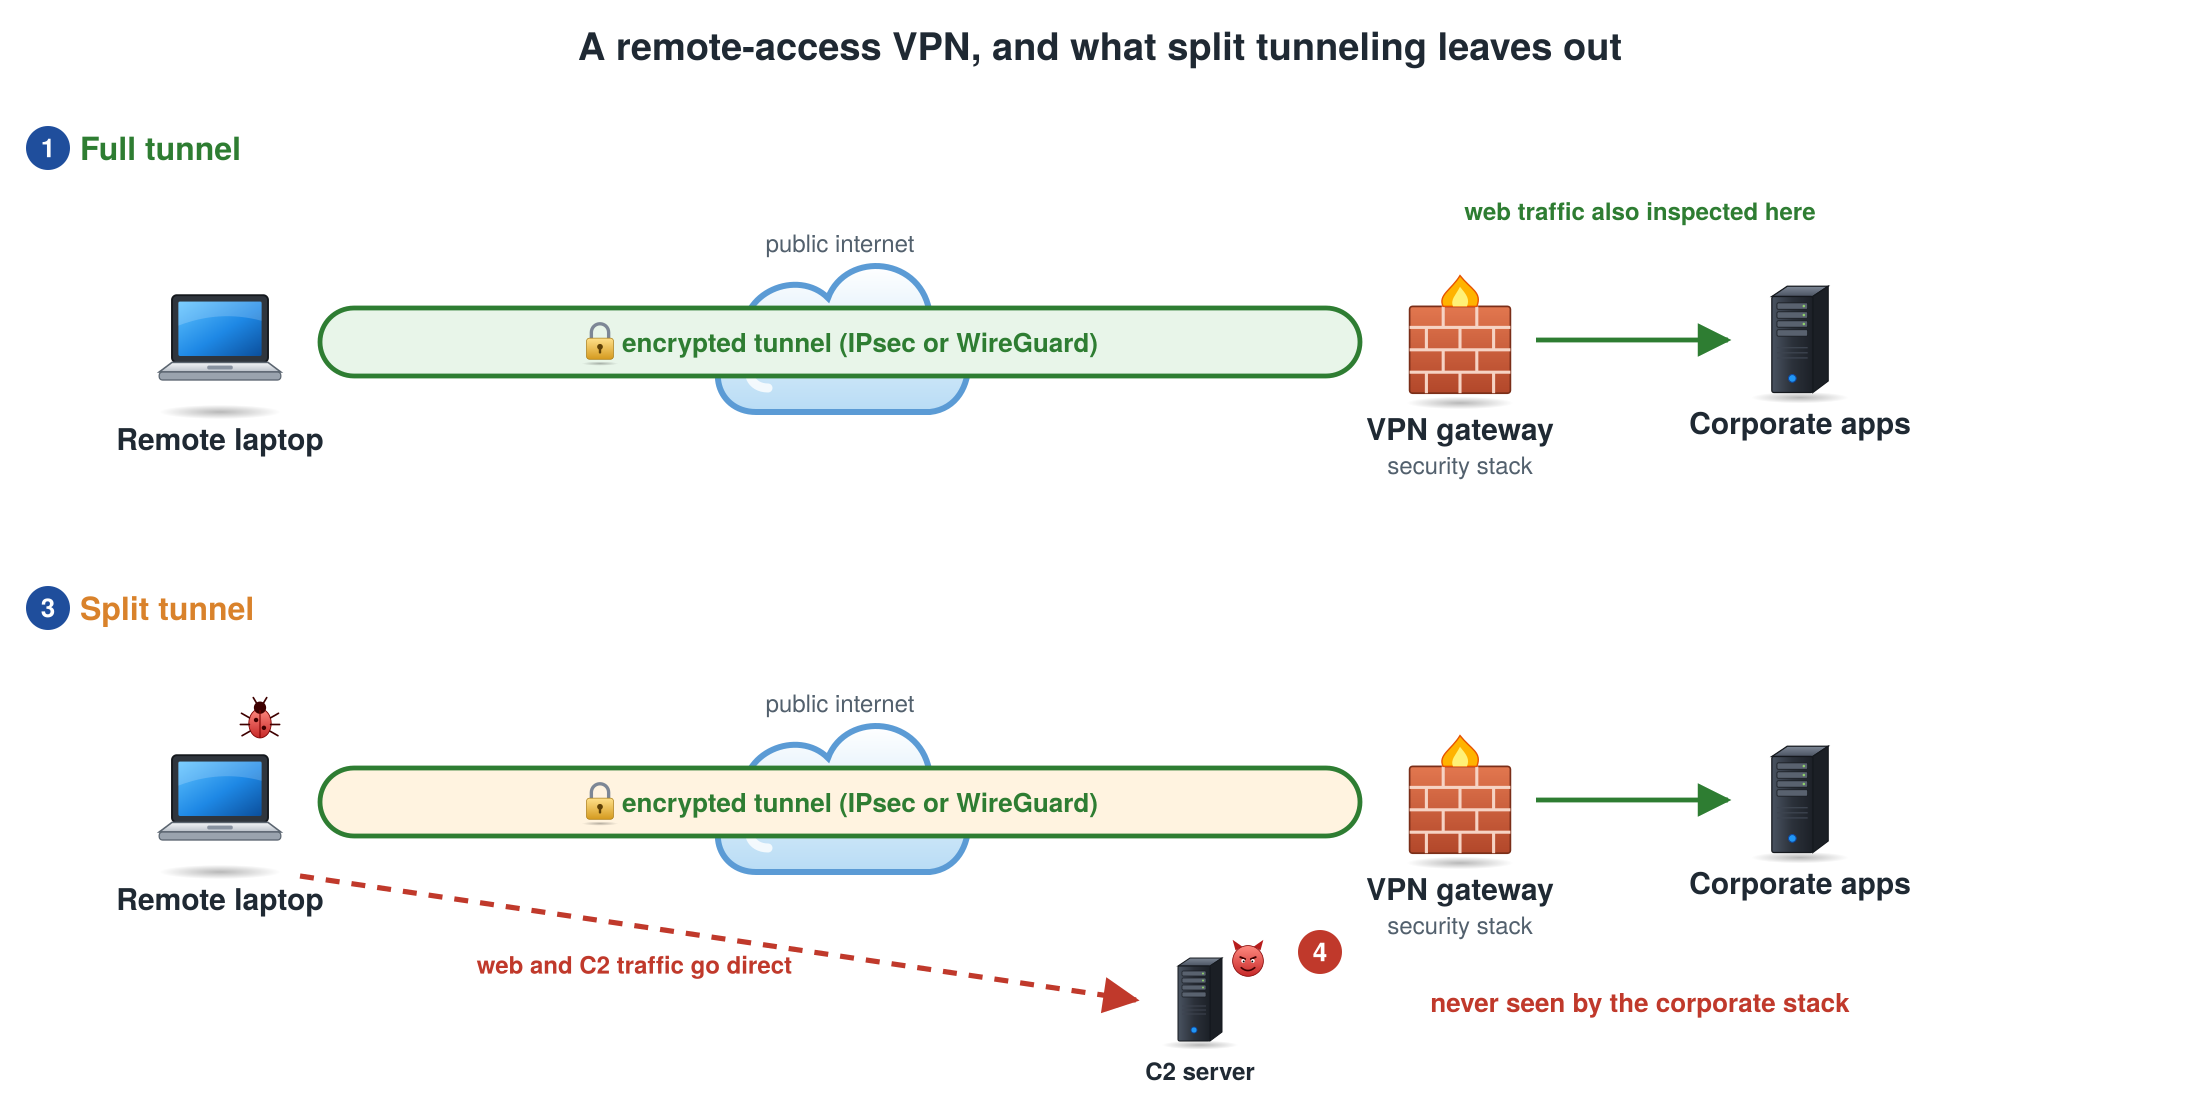 A remote-access VPN, and what split tunneling leaves out
1 Full tunnel
web traffic also inspected here
public internet
encrypted tunnel (IPsec or WireGuard)
Remote laptop
VPN gateway
security stack
Corporate apps
3 Split tunnel
public internet
encrypted tunnel (IPsec or WireGuard)
Remote laptop
VPN gateway
security stack
Corporate apps
web and C2 traffic go direct
4
never seen by the corporate stack
C2 server